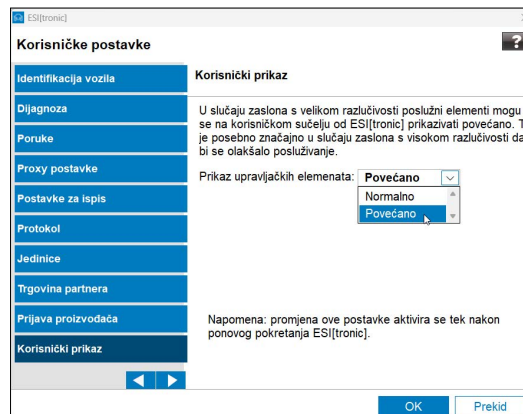 ESI[tronic]
Korisničke postavke
?
Identifikacija vozila
Dijagnoza
Poruke
Proxy postavke
Postavke za ispis
Protokol
Jedinice
Trgovina partnera
Prijava proizvođača
Korisnički prikaz
Korisnički prikaz
U slučaju zaslona s velikom razlučivosti poslužni elementi mogu
se na korisničkom sučelju od ESI[tronic] prikazivati povećano. T
je posebno značajno u slučaju zaslona s visokom razlučivosti da
bi se olakšalo posluživanje.
Prikaz upravljačkih elemenata: Povećano
Normalno
Povećano
Napomena: promjena ove postavke aktivira se tek nakon
ponovog pokretanja ESI[tronic].
OK Prekid